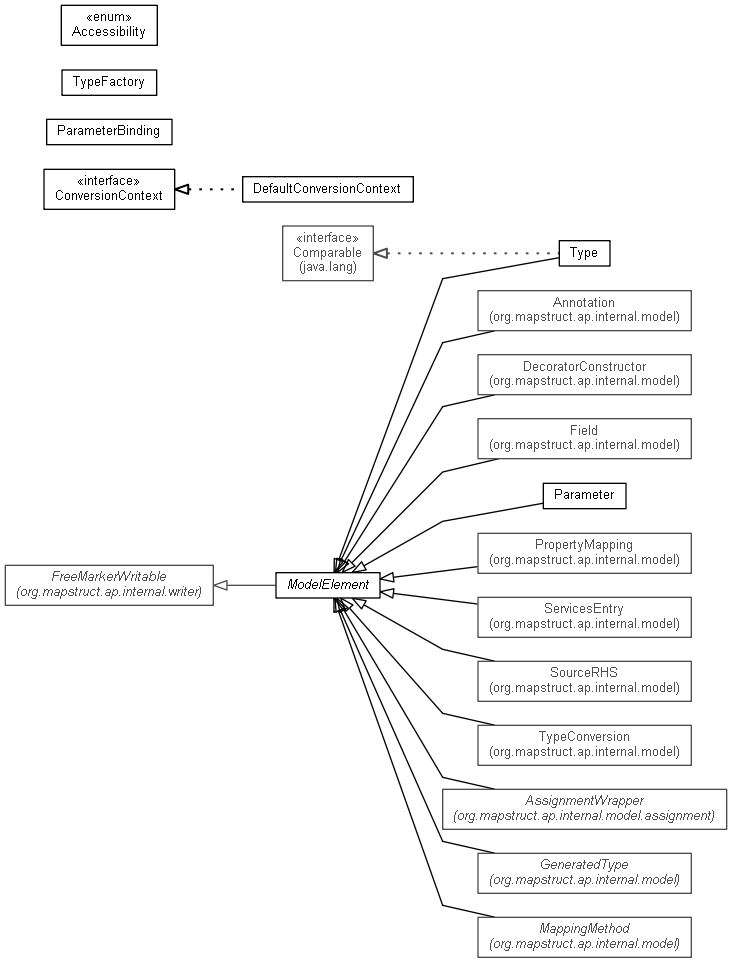 «enum»
Accessibility
TypeFactory
ParameterBinding
«interface»
ConversionContext
DefaultConversionContext
«interface»
Comparable
(java.lang)
Type
Annotation
(org.mapstruct.ap.internal.model)
DecoratorConstructor
(org.mapstruct.ap.internal.model)
Field
(org.mapstruct.ap.internal.model)
Parameter
PropertyMapping
(org.mapstruct.ap.internal.model)
FreeMarkerWritable
(org.mapstruct.ap.internal.writer)
ModelElement
ServicesEntry
(org.mapstruct.ap.internal.model)
SourceRHS
(org.mapstruct.ap.internal.model)
TypeConversion
(org.mapstruct.ap.internal.model)
AssignmentWrapper
(org.mapstruct.ap.internal.model.assignment)
GeneratedType
(org.mapstruct.ap.internal.model)
MappingMethod
(org.mapstruct.ap.internal.model)